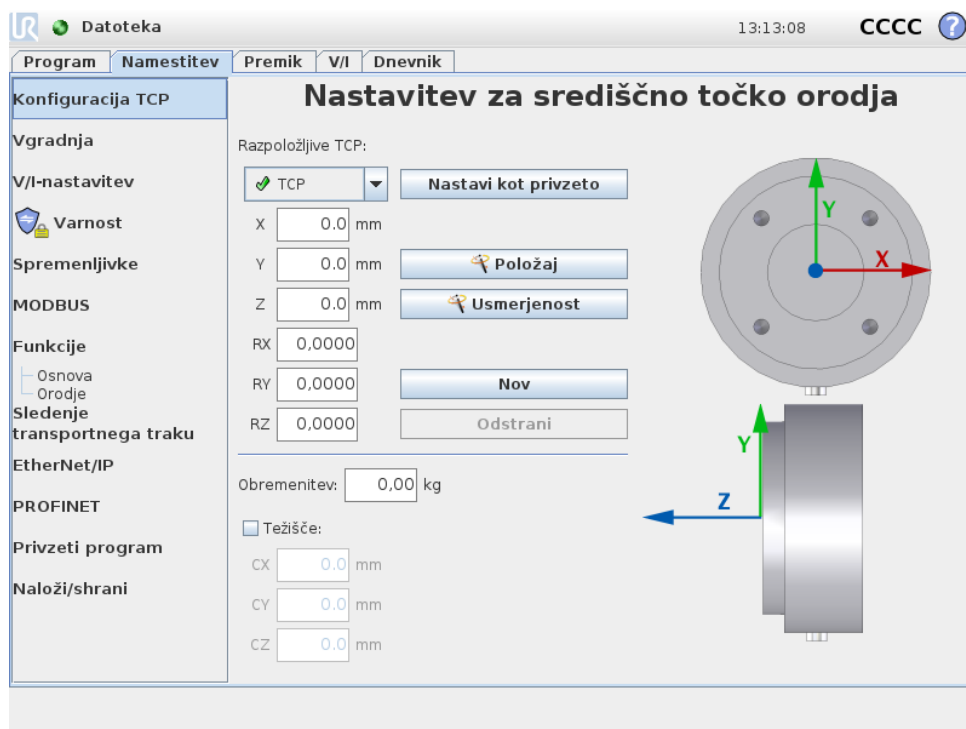 UR Datoteka 13:13:08 CCCC ?
Program Namestitev Premik V/I Dnevnik
Konfiguracija TCP
Vgradnja
V/I-nastavitev
Varnost
Spremenljivke
MODBUS
Funkcije
Osnova
Orodje
Sledenje
transportnega traku
EtherNet/IP
PROFINET
Privzeti program
Naloži/shrani
Nastavitev za središčno točko orodja
Razpoložljive TCP:
TCP Nastavi kot privzeto
X 0.0 mm
Y 0.0 mm Položaj
Z 0.0 mm Usmerjenost
RX 0,0000
RY 0,0000 Nov
RZ 0,0000 Odstrani
Obremenitev: 0,00 kg
Težišče:
CX 0.0 mm
CY 0.0 mm
CZ 0.0 mm
Y
X
Y
Z